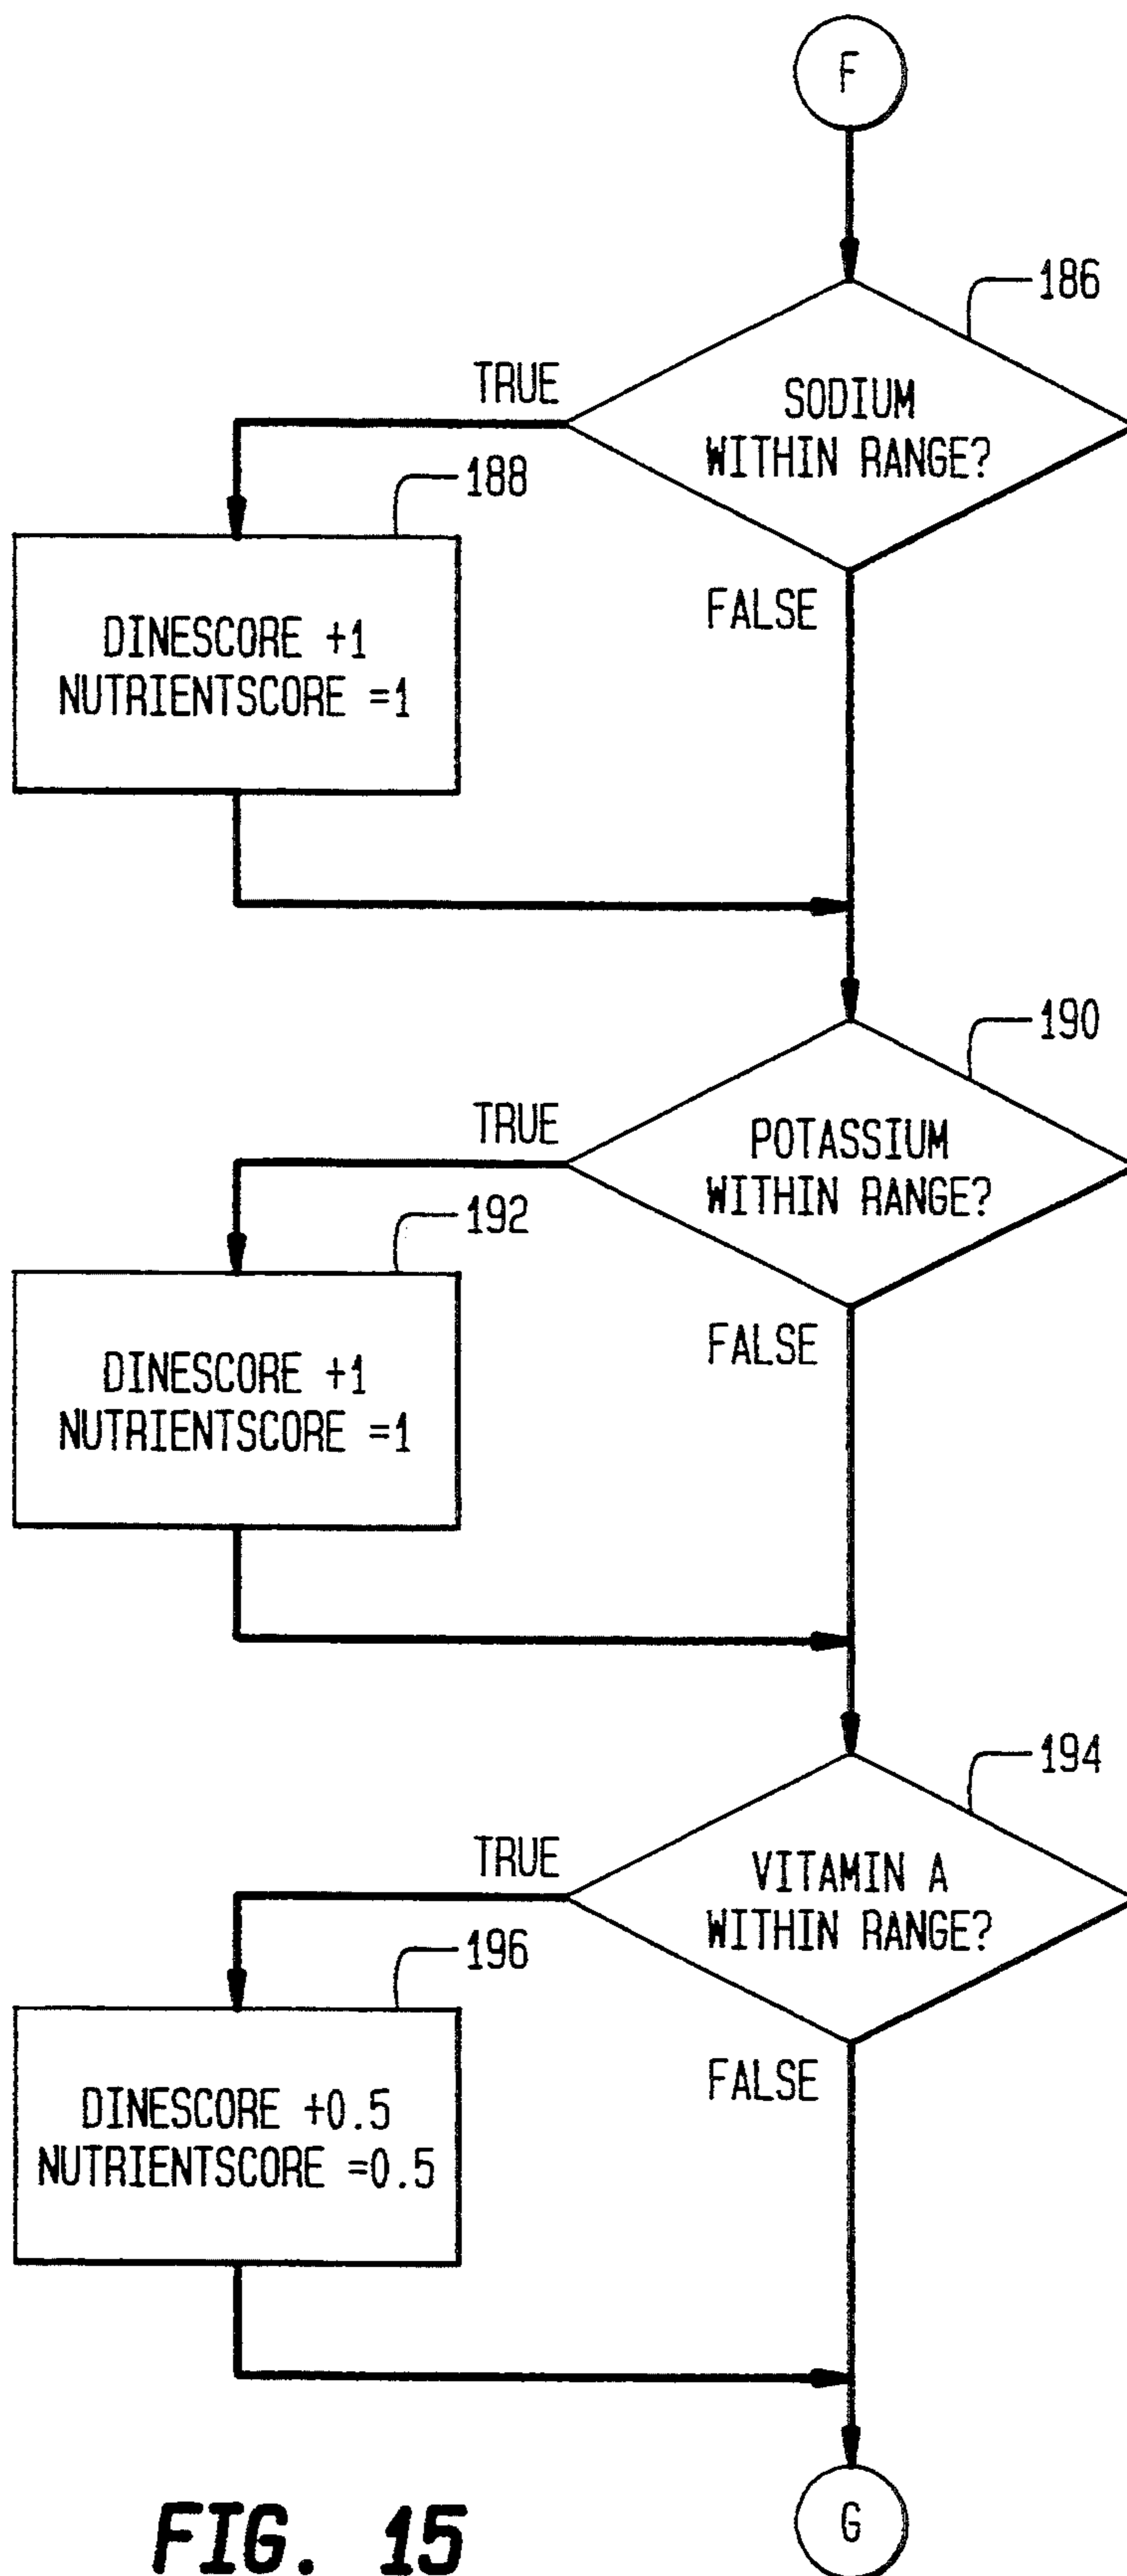 F
186
SODIUM
WITHIN RANGE?
TRUE
188
FALSE
DINESCORE +1
NUTRIENTSCORE =1
190
POTASSIUM
WITHIN RANGE?
TRUE
192
FALSE
DINESCORE +1
NUTRIENTSCORE =1
194
VITAMIN A
WITHIN RANGE?
TRUE
196
FALSE
DINESCORE +0.5
NUTRIENTSCORE =0.5
G
FIG. 15